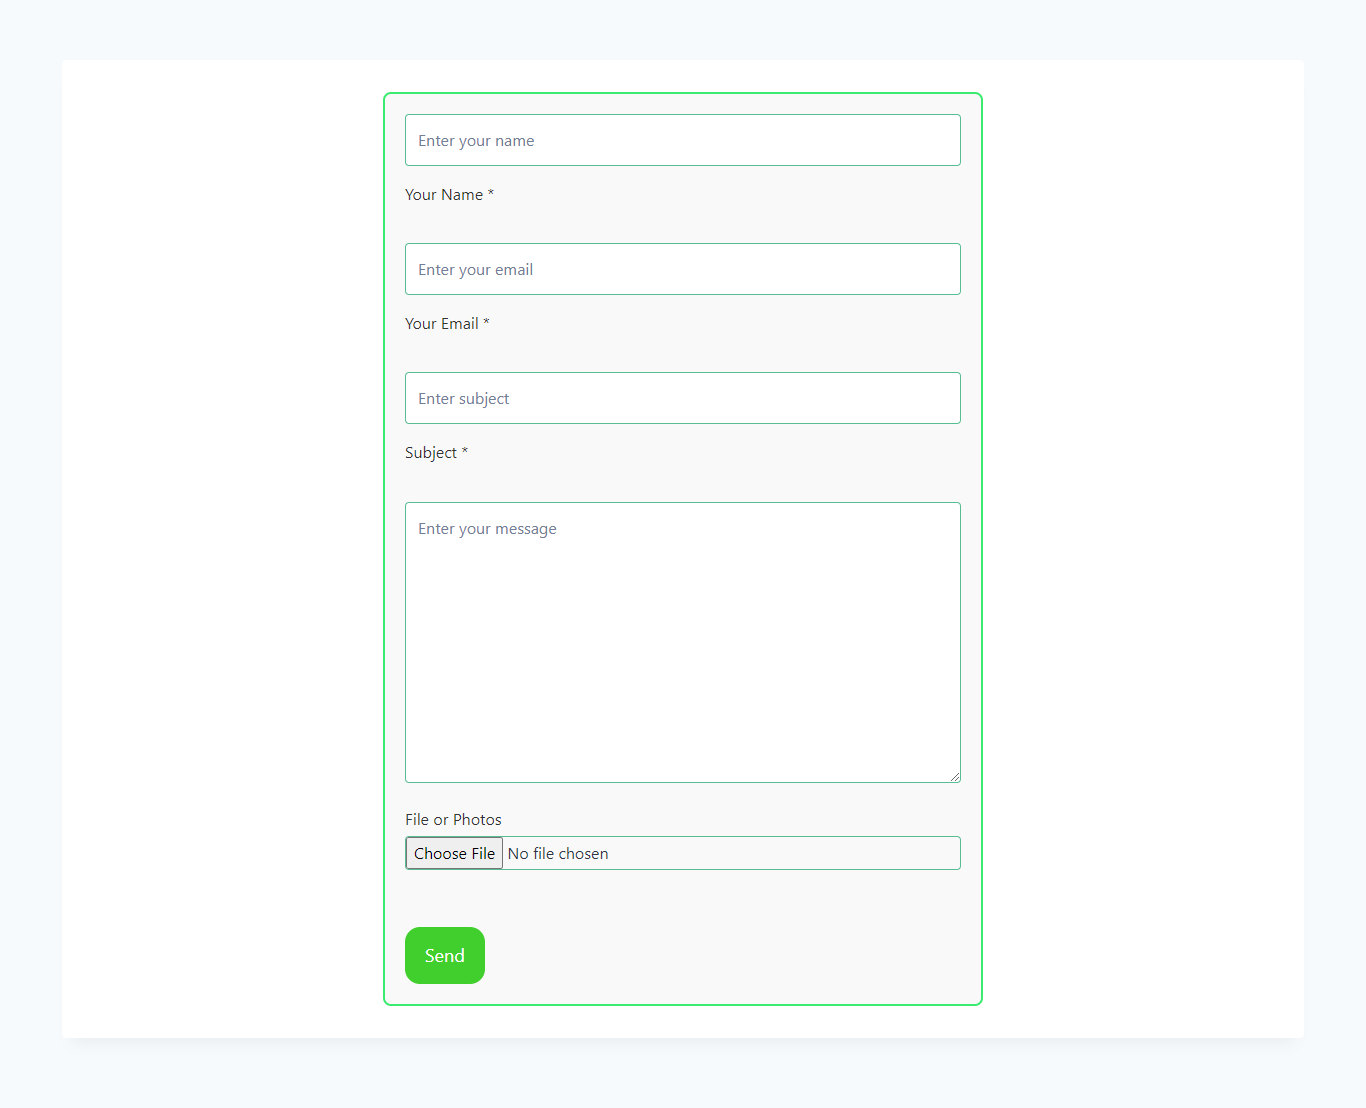 Enter your name
Your Name *
Enter your email
Your Email *
Enter subject
Subject *
Enter your message
File or Photos
Choose File No file chosen
Send